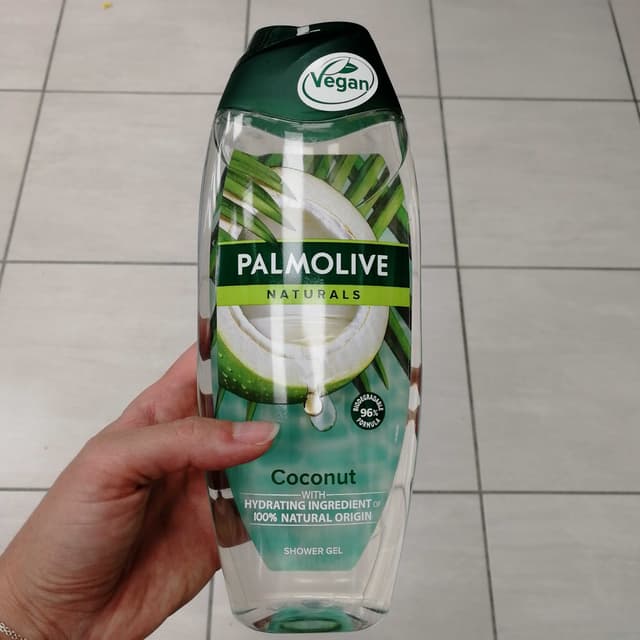 Vegan
PALMOLIVE
NATURALS
BIODEGRADABLE
96%
FORMULA
Coconut
WITH
HYDRATING INGREDIENT OF
100% NATURAL ORIGIN
SHOWER GEL